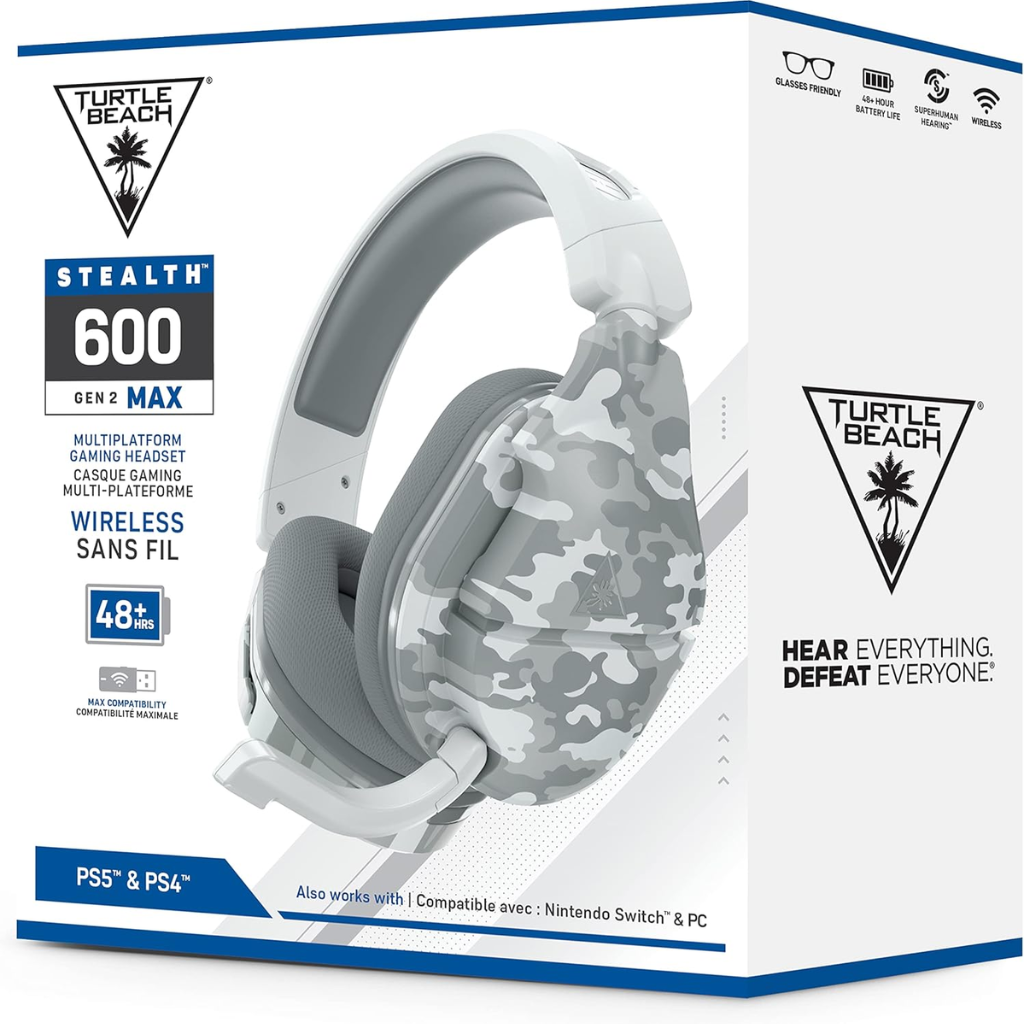 TURTLE
BEACH®
STEALTH™
600
GEN 2 MAX
MULTIPLATFORM
GAMING HEADSET
CASQUE GAMING
MULTI-PLATEFORME
WIRELESS
SANS FIL
48+
HRS
MAX COMPATIBILITY
COMPATIBILITÉ MAXIMALE
PS5™ & PS4™
Also works with | Compatible avec : Nintendo Switch™ & PC
GLASSES FRIENDLY
48+ HOUR
BATTERY LIFE
SUPERHUMAN
HEARING™
WIRELESS
TURTLE
BEACH®
HEAR EVERYTHING.
DEFEAT EVERYONE.®